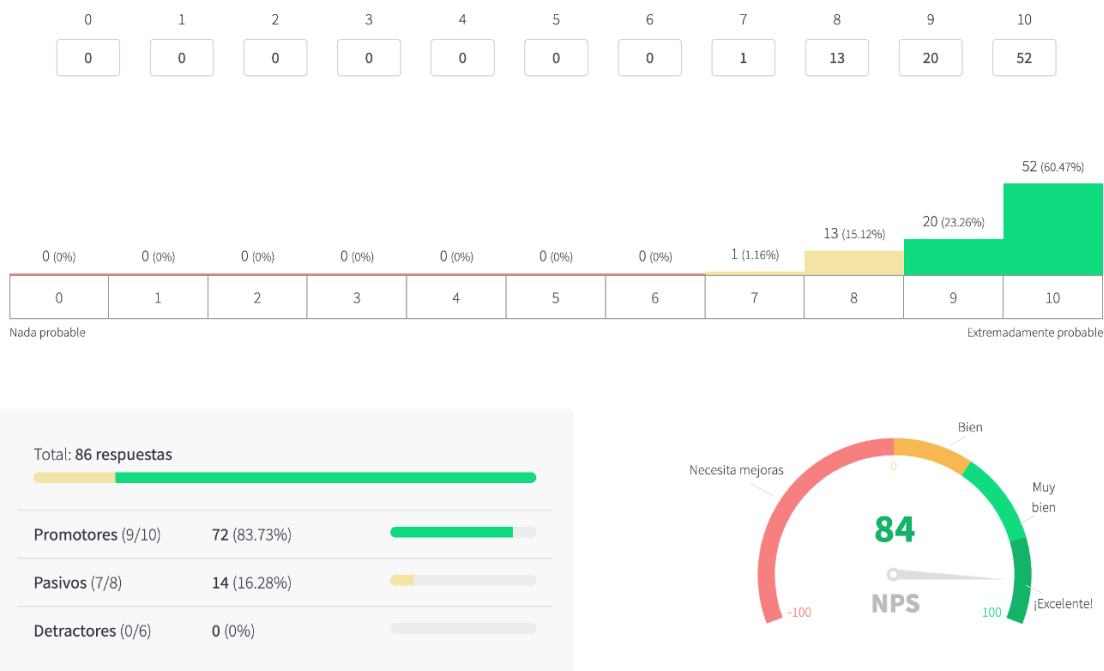 0 1 2 3 4 5 6 7 8 9 10
0 0 0 0 0 0 0 1 13 20 52
0 (0%) 0 (0%) 0 (0%) 0 (0%) 0 (0%) 0 (0%) 0 (0%) 1 (1.16%) 13 (15.12%) 20 (23.26%) 52 (60.47%)
0 1 2 3 4 5 6 7 8 9 10
Nada probable Extremadamente probable
Total: 86 respuestas
Promotores (9/10) 72 (83.73%)
Pasivos (7/8) 14 (16.28%)
Detractores (0/6) 0 (0%)
Necesita mejoras
Bien
Muy
bien
¡Excelente!
0
84
NPS
-100
100